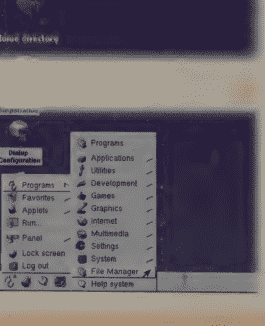 Home directory
Dialup
Configuration
Programs
Favorites
Applets
Run...
Panel
Lock screen
Log out
Programs
Applications
Utilities
Development
Games
Graphics
Internet
Multimedia
Settings
System
File Manager
Help system